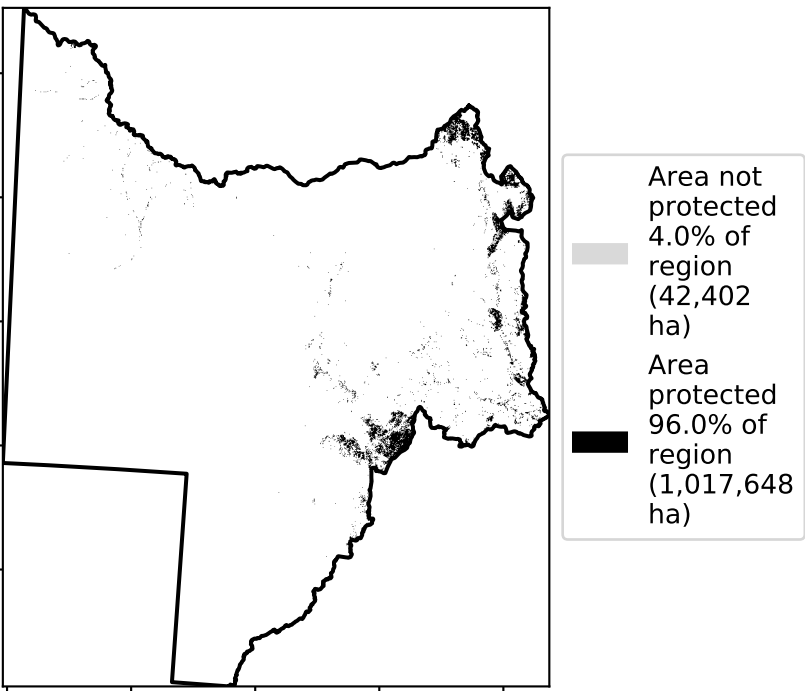 Area not
protected
4.0% of
region
(42,402
ha)
Area
protected
96.0% of
region
(1,017,648
ha)